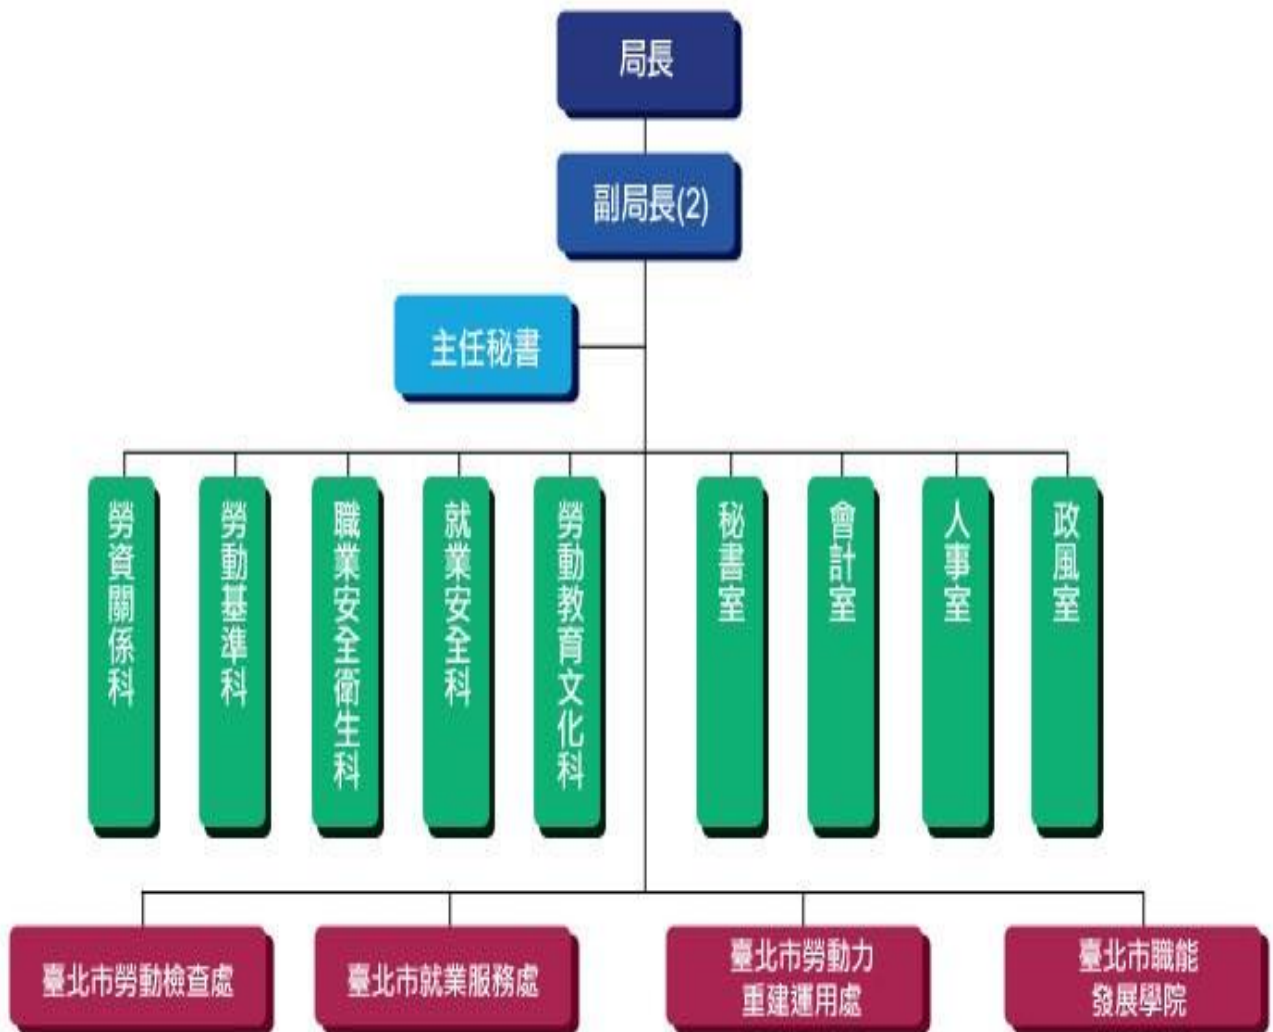 局長
副局長(2)
主任秘書
勞資關係科
勞動基準科
職業安全衛生科
就業安全科
勞動教育文化科
秘書室
會計室
人事室
政風室
臺北市勞動檢查處
臺北市就業服務處
臺北市勞動力
重建運用處
臺北市職能
發展學院